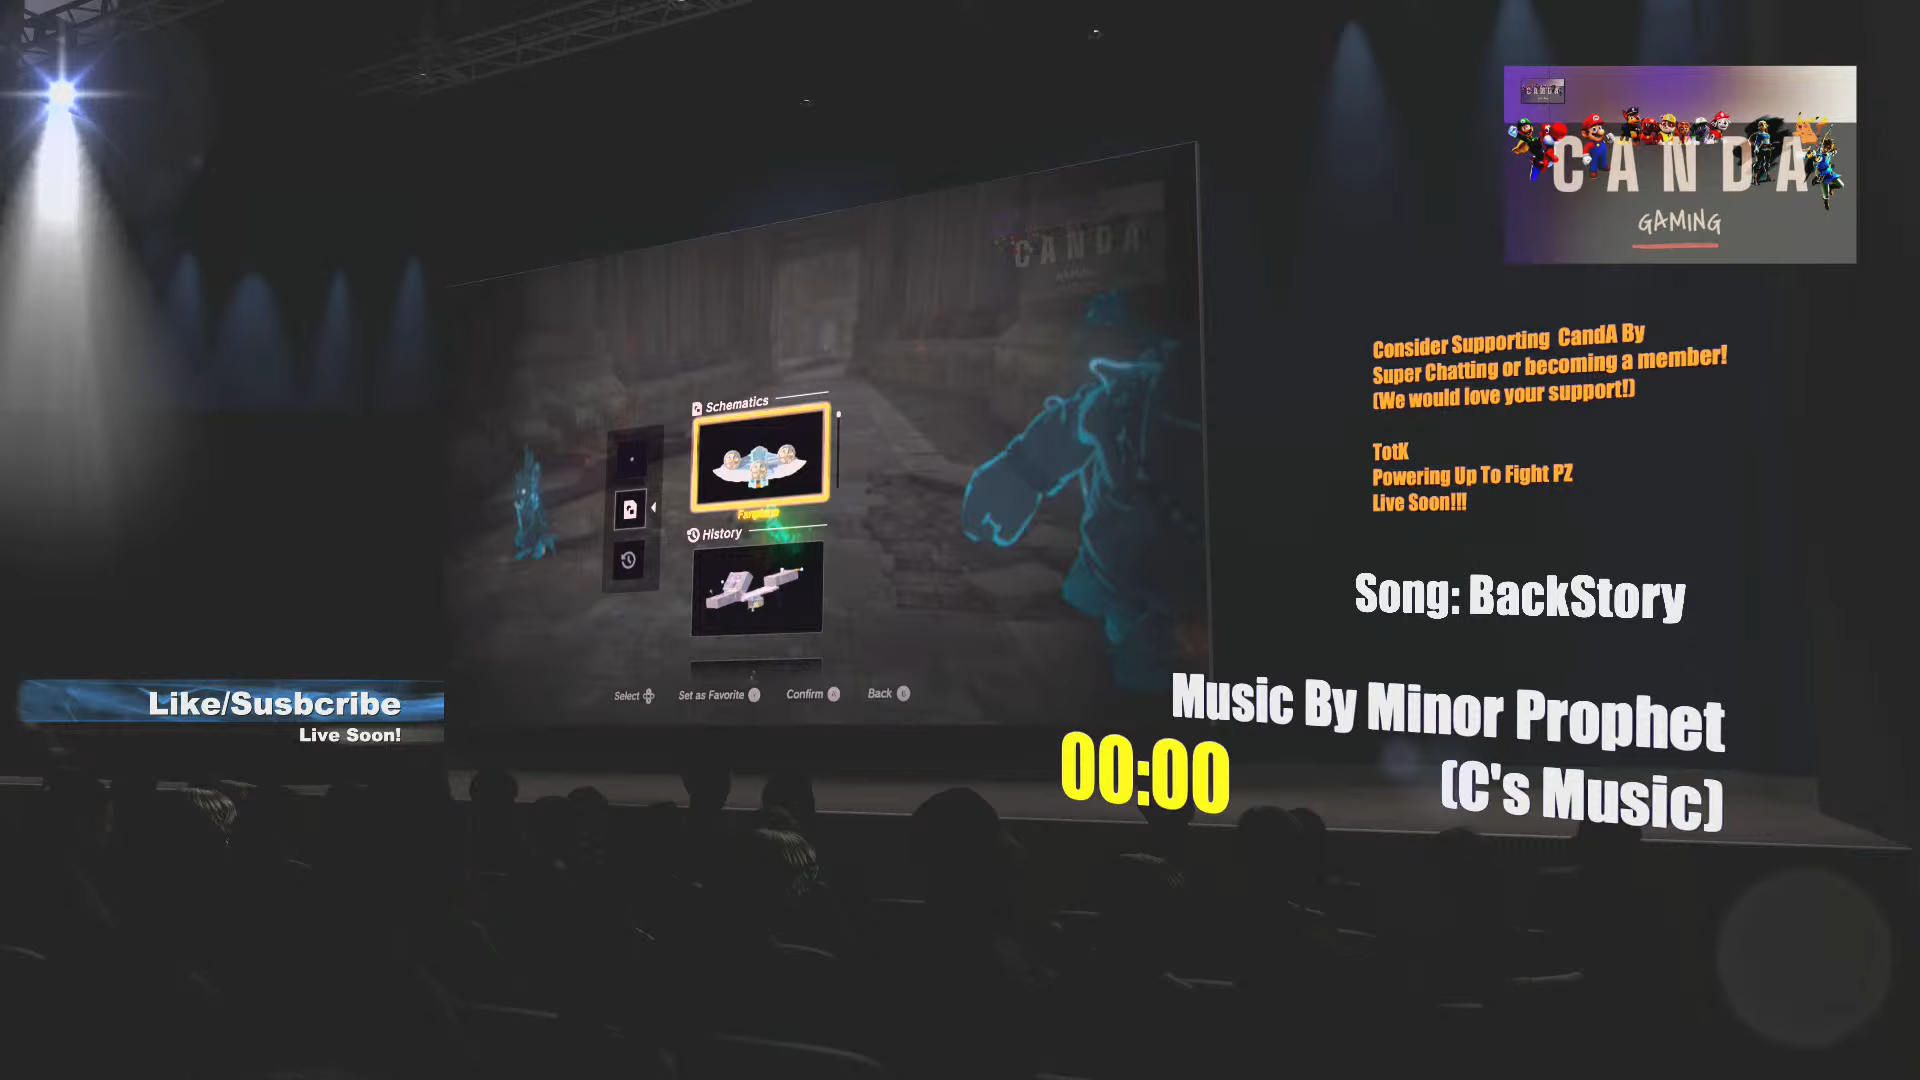 CANDA
GAMING
CANDA
Consider Supporting CandA By
Super Chatting or becoming a member!
(We would love your support!)
TotK
Powering Up To Fight PZ
Live Soon!!!
Schematics
History
Select
Set as Favorite
Confirm A
Back B
Song: BackStory
Music By Minor Prophet
(C's Music)
00:00
Like/Susbcribe
Live Soon!